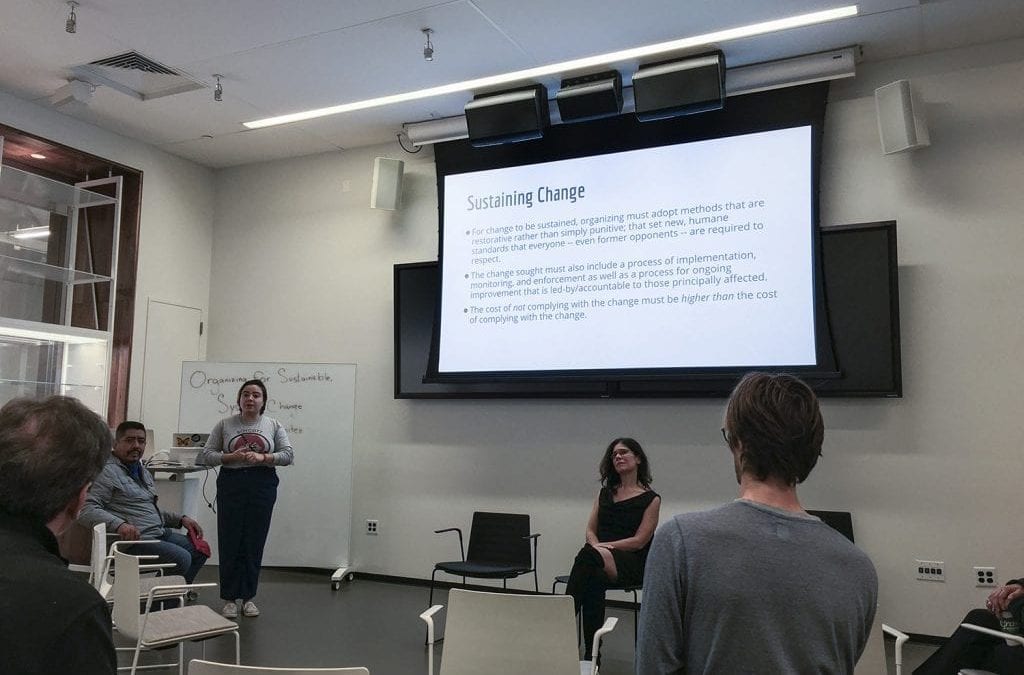 Sustaining Change
● For change to be sustained, organizing must adopt methods that are
restorative rather than simply punitive; that set new, humane
standards that everyone -- even former opponents -- are required to
respect.
● The change sought must also include a process of implementation,
monitoring, and enforcement as well as a process for ongoing
improvement that is led-by/accountable to those principally affected.
● The cost of not complying with the change must be higher than the cost
of complying with the change.
Organizing For Sustainable,
Change